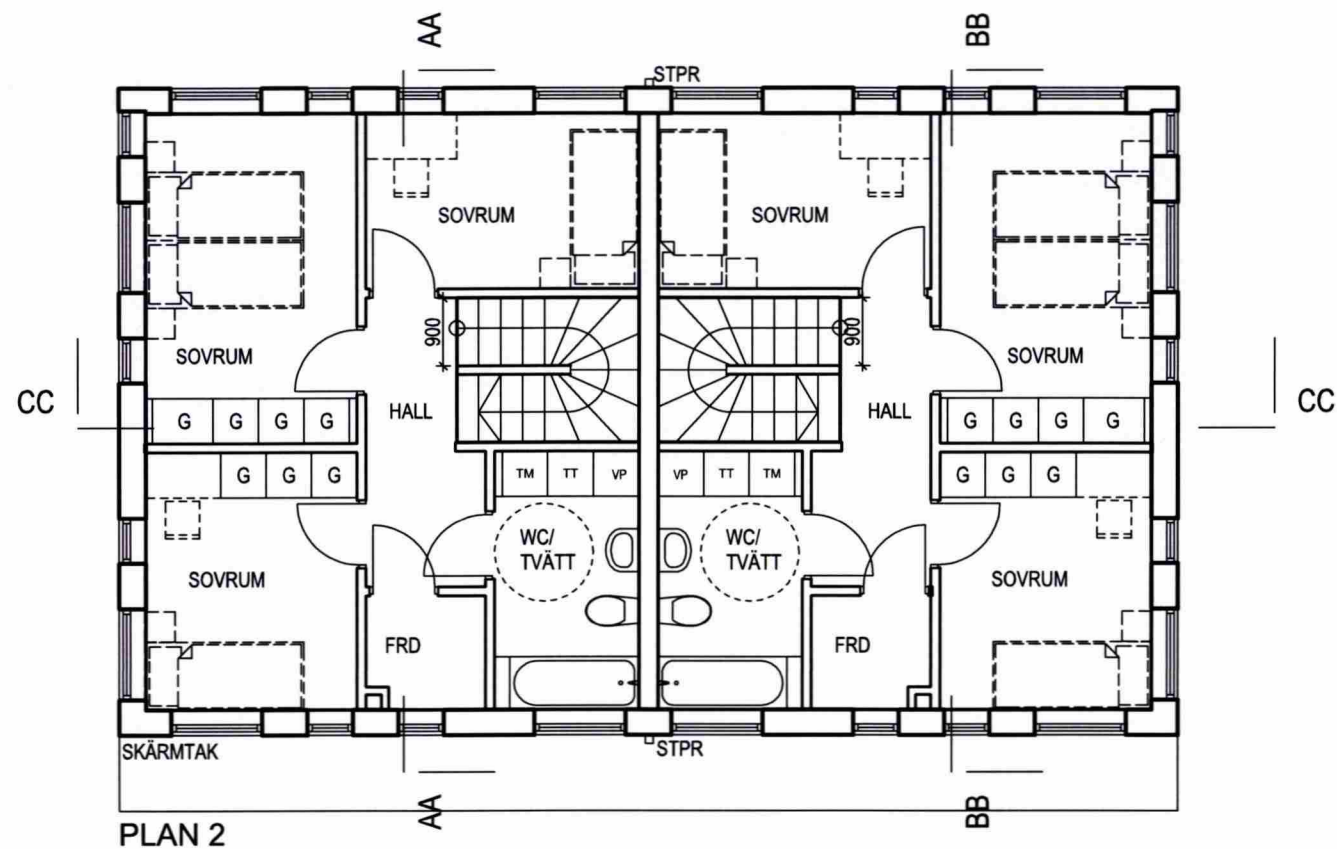 AA
BB
STPR
SOVRUM
SOVRUM
900
900
SOVRUM
SOVRUM
CC
CC
HALL
HALL
G G G G
G G G G
G G G
TM TT VP
VP TT TM
G G G
WC/
TVÄTT
WC/
TVÄTT
SOVRUM
SOVRUM
FRD
FRD
SKÄRMTAK
STPR
AA
BB
PLAN 2